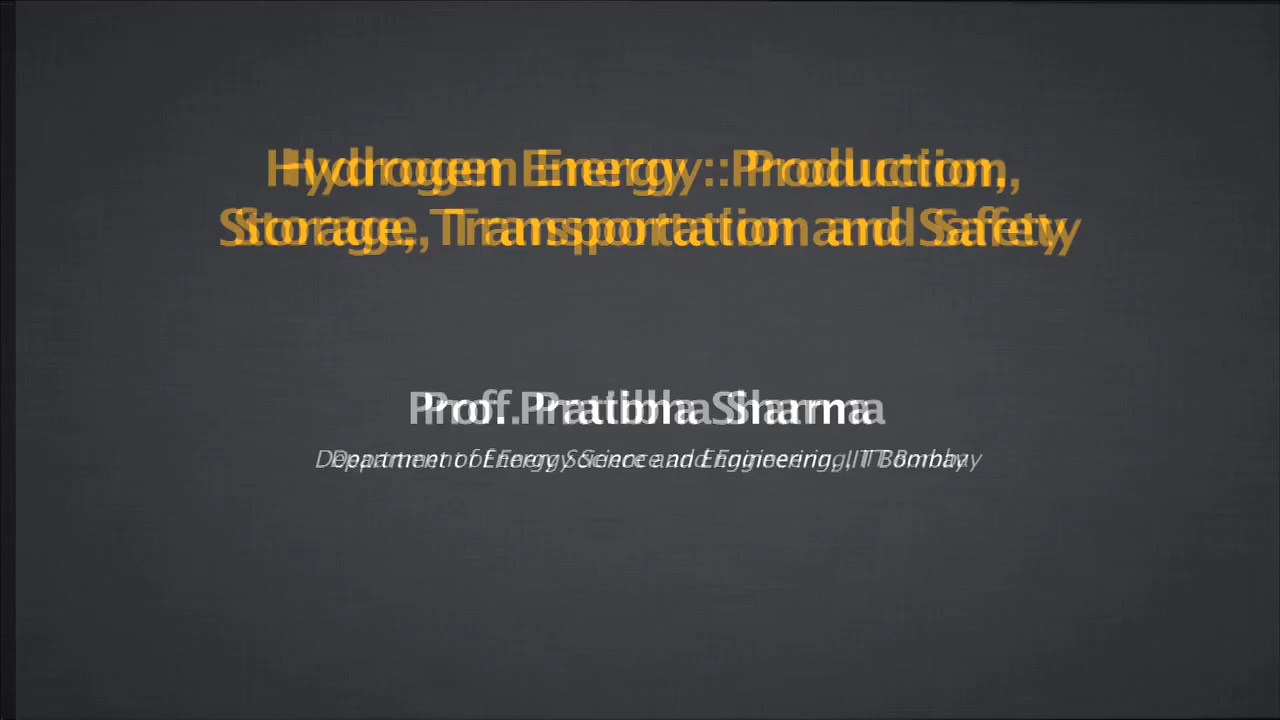 Hydrogen Energy: Production,
Storage, Transportation and Safety
Prof. Pratibha Sharma
Department of Energy Science and Engineering, IIT Bombay